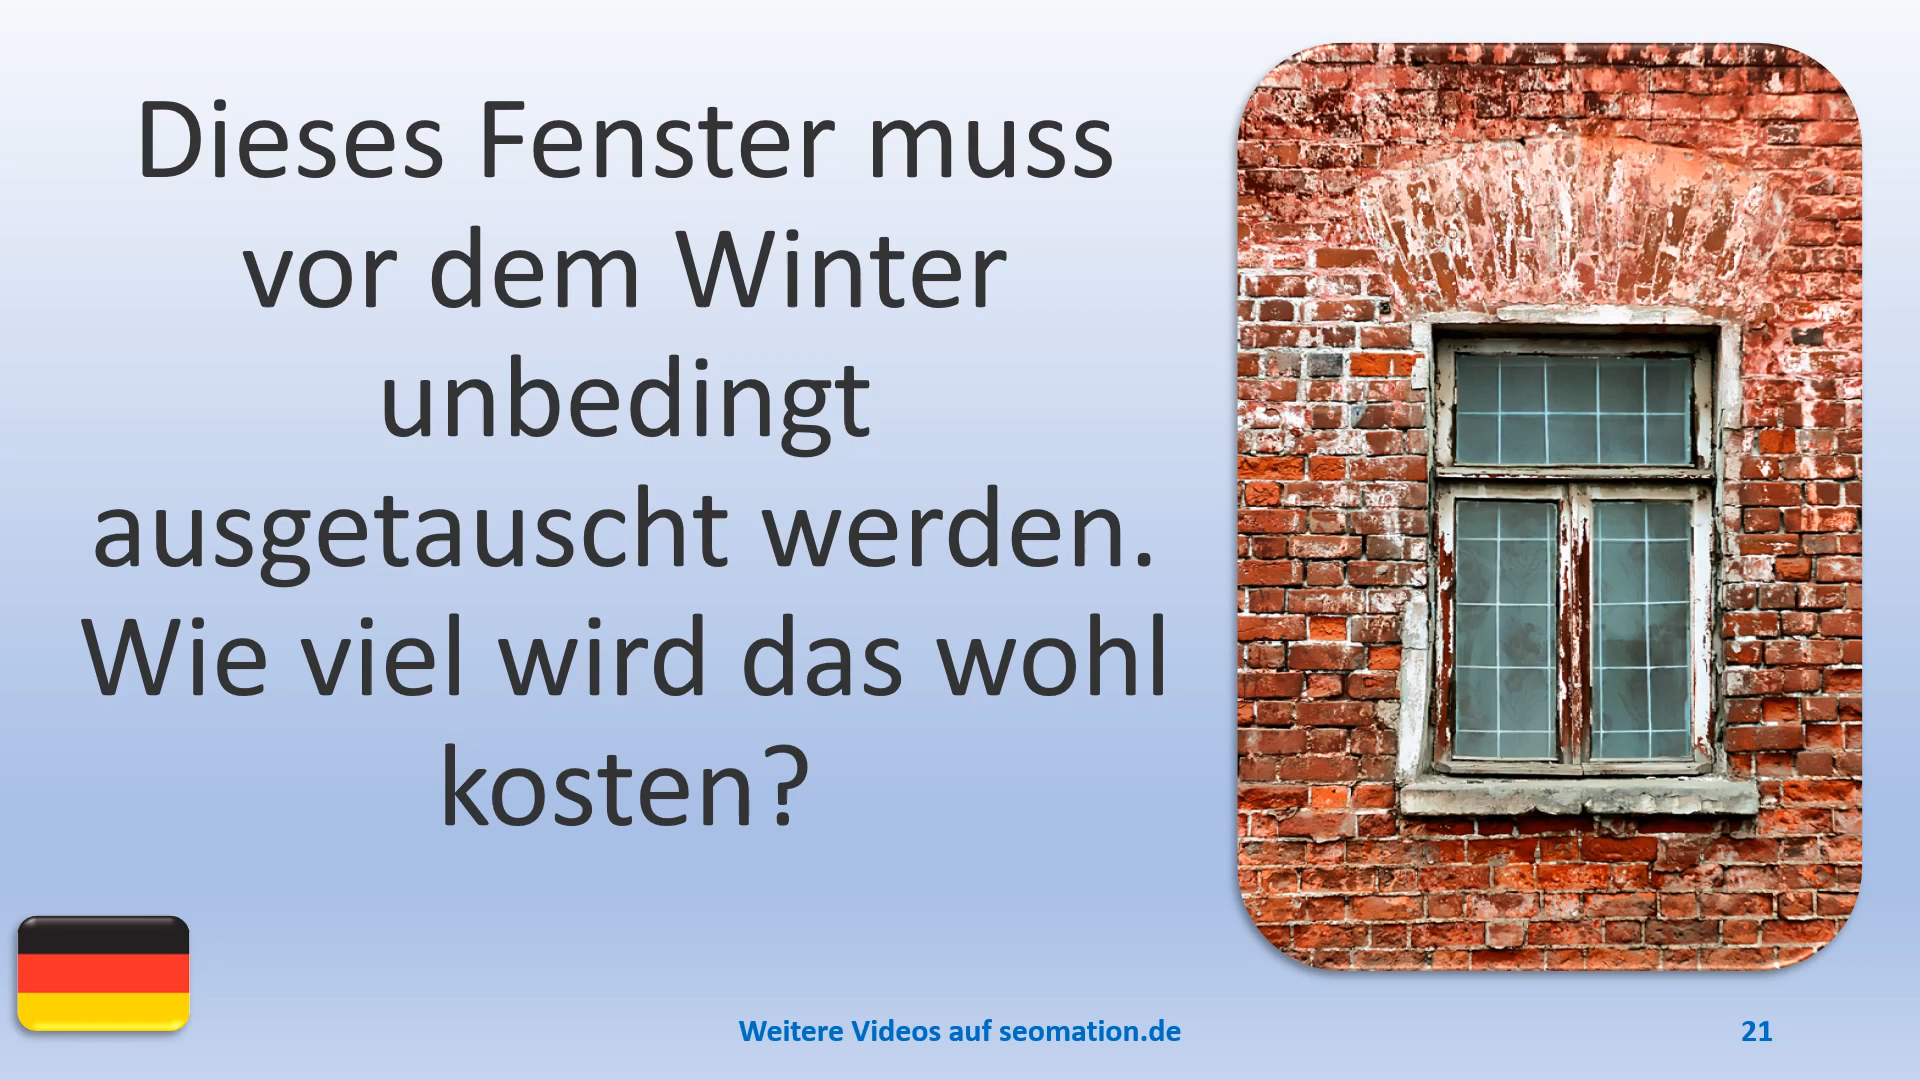 Dieses Fenster muss
vor dem Winter
unbedingt
ausgetauscht werden.
Wie viel wird das wohl
kosten?
Weitere Videos auf seomation.de
21